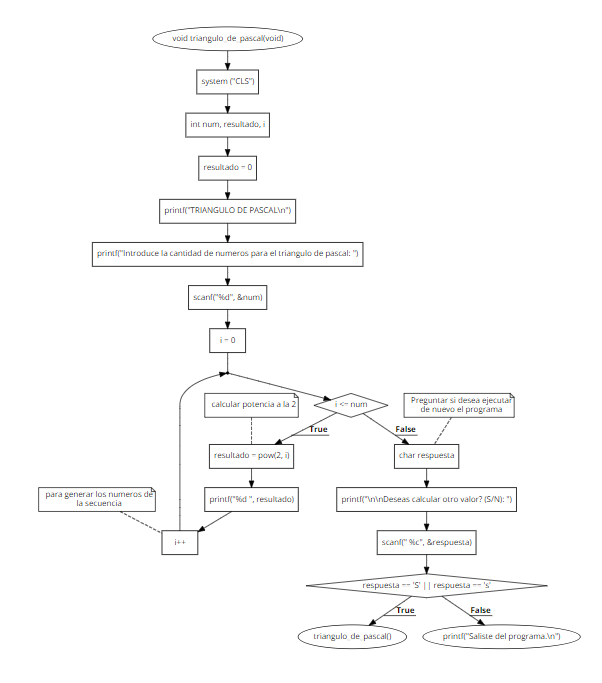 void triangulo_de_pascal(void)
system ("CLS")
int num, resultado, i
resultado = 0
printf("TRIANGULO DE PASCAL\n")
printf("Introduce la cantidad de numeros para el triangulo de pascal: ")
scanf("%d", &num)
i = 0
calcular potencia a la 2
i <= num
Preguntar si desea ejecutar
de nuevo el programa
True
False
resultado = pow(2, i)
char respuesta
para generar los numeros de
la secuencia
printf("%d ", resultado)
printf("\n\nDeseas calcular otro valor? (S/N): ")
i++
scanf(" %c", &respuesta)
respuesta == 'S' || respuesta == 's'
True
False
triangulo_de_pascal()
printf("Saliste del programa.\n")